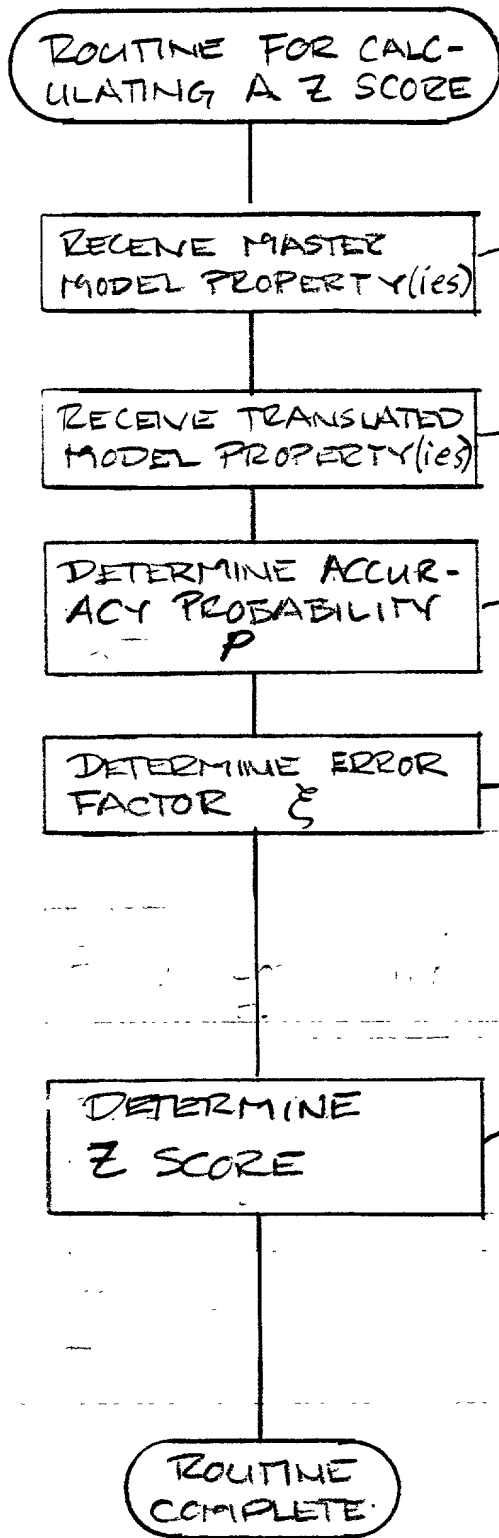 ROUTINE FOR CALC-
ULATING A Z SCORE
RECEIVE MASTER
MODEL PROPERTY(ies)
RECEIVE TRANSLATED
MODEL PROPERTY(ies)
DETERMINE ACCUR-
ACY PROBABILITY
P
DETERMINE ERROR
FACTOR ξ
DETERMINE
Z SCORE
ROUTINE
COMPLETE